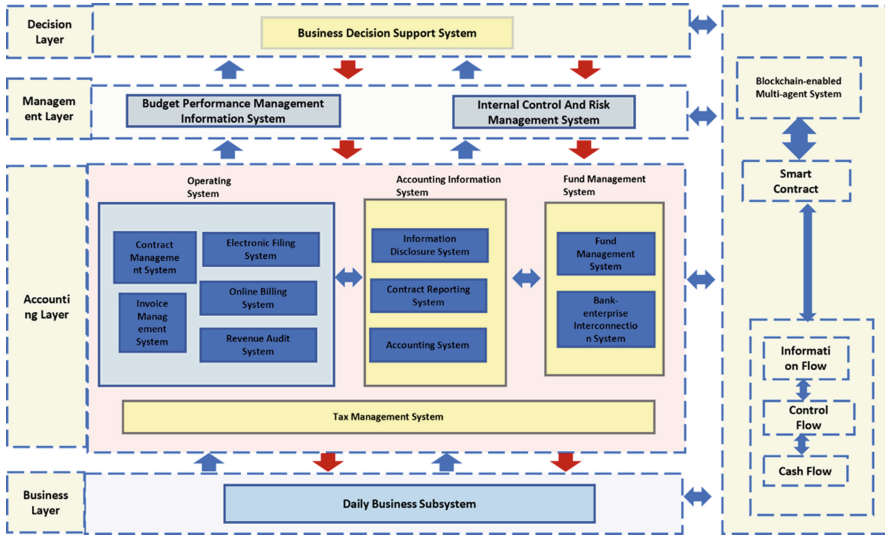 Decision
Layer
Business Decision Support System
Managem
ent Layer
Budget Performance Management
Information System
Internal Control And Risk
Management System
Accounti
ng Layer
Operating
System
Contract
Manageme
nt System
Invoice
Manag
ement
System
Electronic Filing
System
Online Billing
System
Revenue Audit
System
Accounting Information
System
Information
Disclosure System
Contract Reporting
System
Accounting System
Fund Management
System
Fund
Management
System
Bank-
enterprise
Interconnectio
n System
Tax Management System
Business
Layer
Daily Business Subsystem
Blockchain-enabled
Multi-agent System
Smart
Contract
Informati
on Flow
Control
Flow
Cash Flow